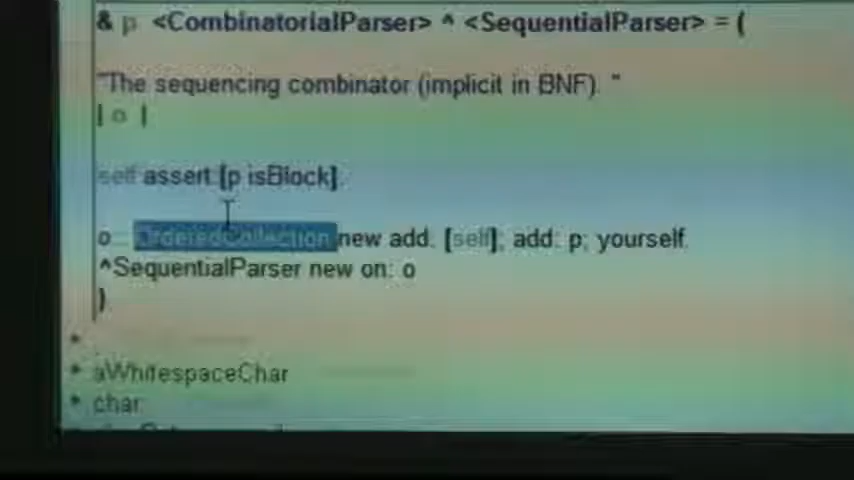 & p <CombinatorialParser> ^ <SequentialParser> = (
"The sequencing combinator (implicit in BNF). "
| o |
self assert:[p isBlock].
o:: OrderedCollection new add: [self]; add: p; yourself.
^SequentialParser new on: o
)
* aWhitespaceChar
* char: